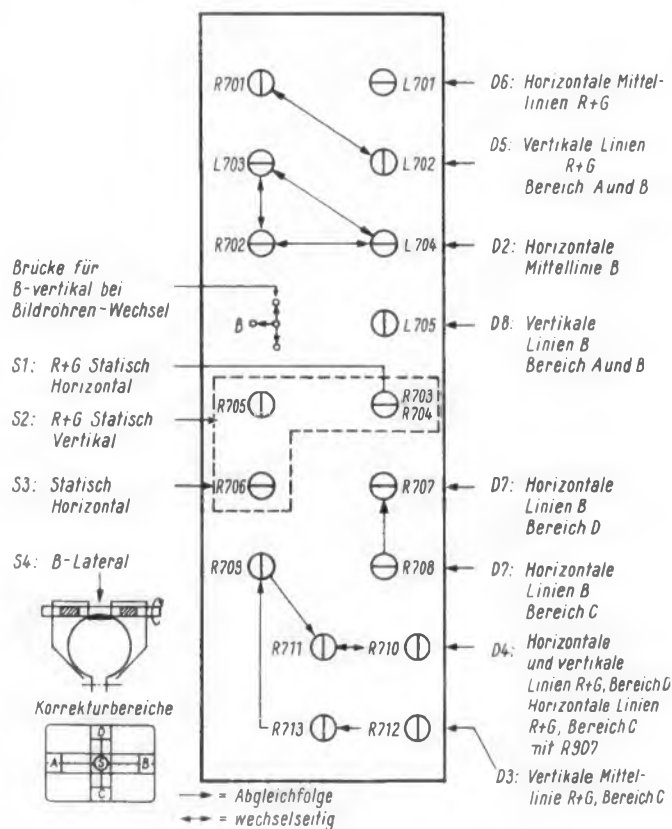 R701
L701
D6: Horizontale Mittel-
linien R+G
L703
L702
D5: Vertikale Linien
R+G
Bereich A und B
R702
L704
D2: Horizontale
Mittellinie B
Brücke für
B-vertikal bei
Bildröhren-Wechsel
B
L705
D8: Vertikale
Linien B
Bereich A und B
S1: R+G Statisch
Horizontal
R705
R703
R704
S2: R+G Statisch
Vertikal
S3: Statisch
Horizontal
R706
R707
D7: Horizontale
Linien B
Bereich D
S4: B-Lateral
R709
R708
D7: Horizontale
Linien B
Bereich C
R711
R710
D4: Horizontale
und vertikale
Linien R+G, Bereich D
Horizontale Linien
R+G, Bereich C
mit R907
Korrekturbereiche
D
A
S
B
C
R713
R712
D3: Vertikale Mittel-
linie R+G, Bereich C
= Abgleichfolge
= wechselseitig